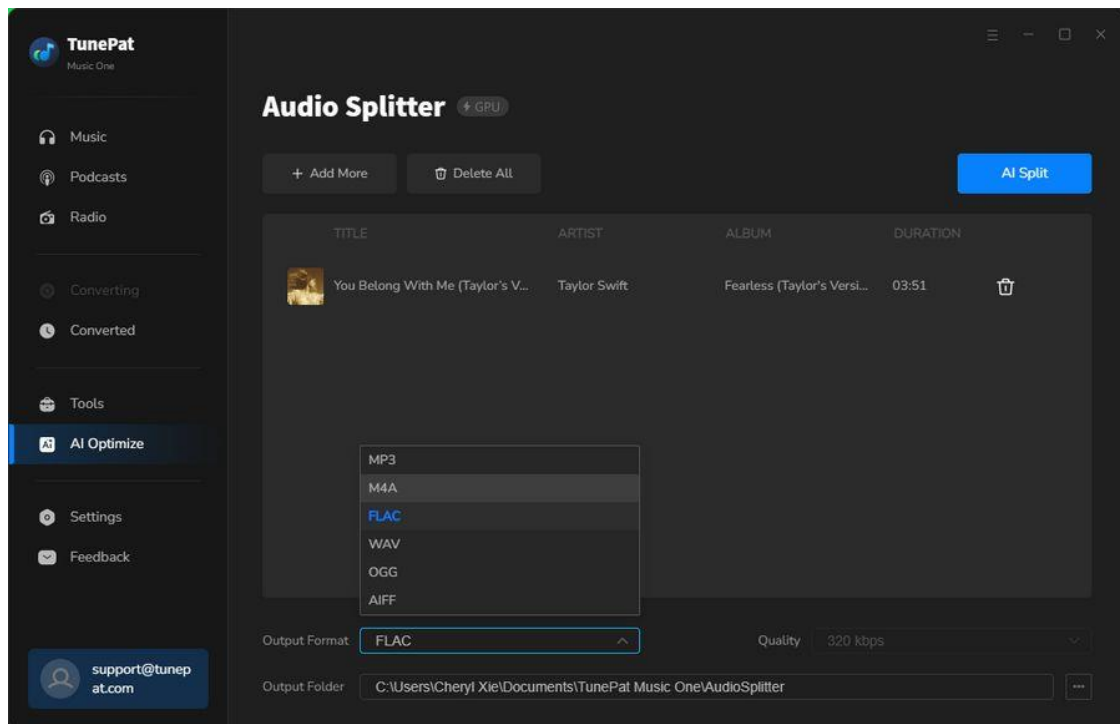 TunePat
Music One
Music
Podcasts
Radio
Converting
Converted
Tools
AI Optimize
Settings
Feedback
support@tunep
at.com
Audio Splitter GPU
+ Add More Delete All AI Split
TITLE ARTIST ALBUM DURATION
You Belong With Me (Taylor's V... Taylor Swift Fearless (Taylor's Versi... 03:51
MP3
M4A
FLAC
WAV
OGG
AIFF
Output Format FLAC Quality 320 kbps
Output Folder C:\Users\Cheryl Xie\Documents\TunePat Music One\AudioSplitter ...